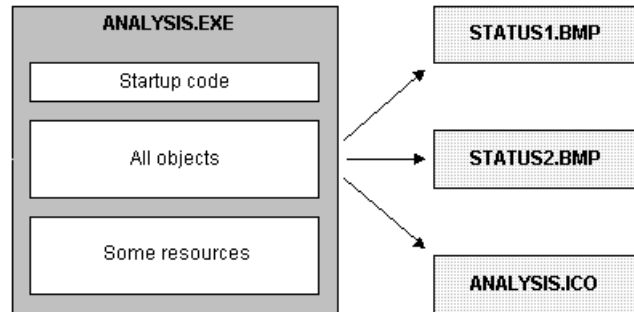 ANALYSIS.EXE
Startup code
All objects
Some resources
STATUS1.BMP
STATUS2.BMP
ANALYSIS.ICO